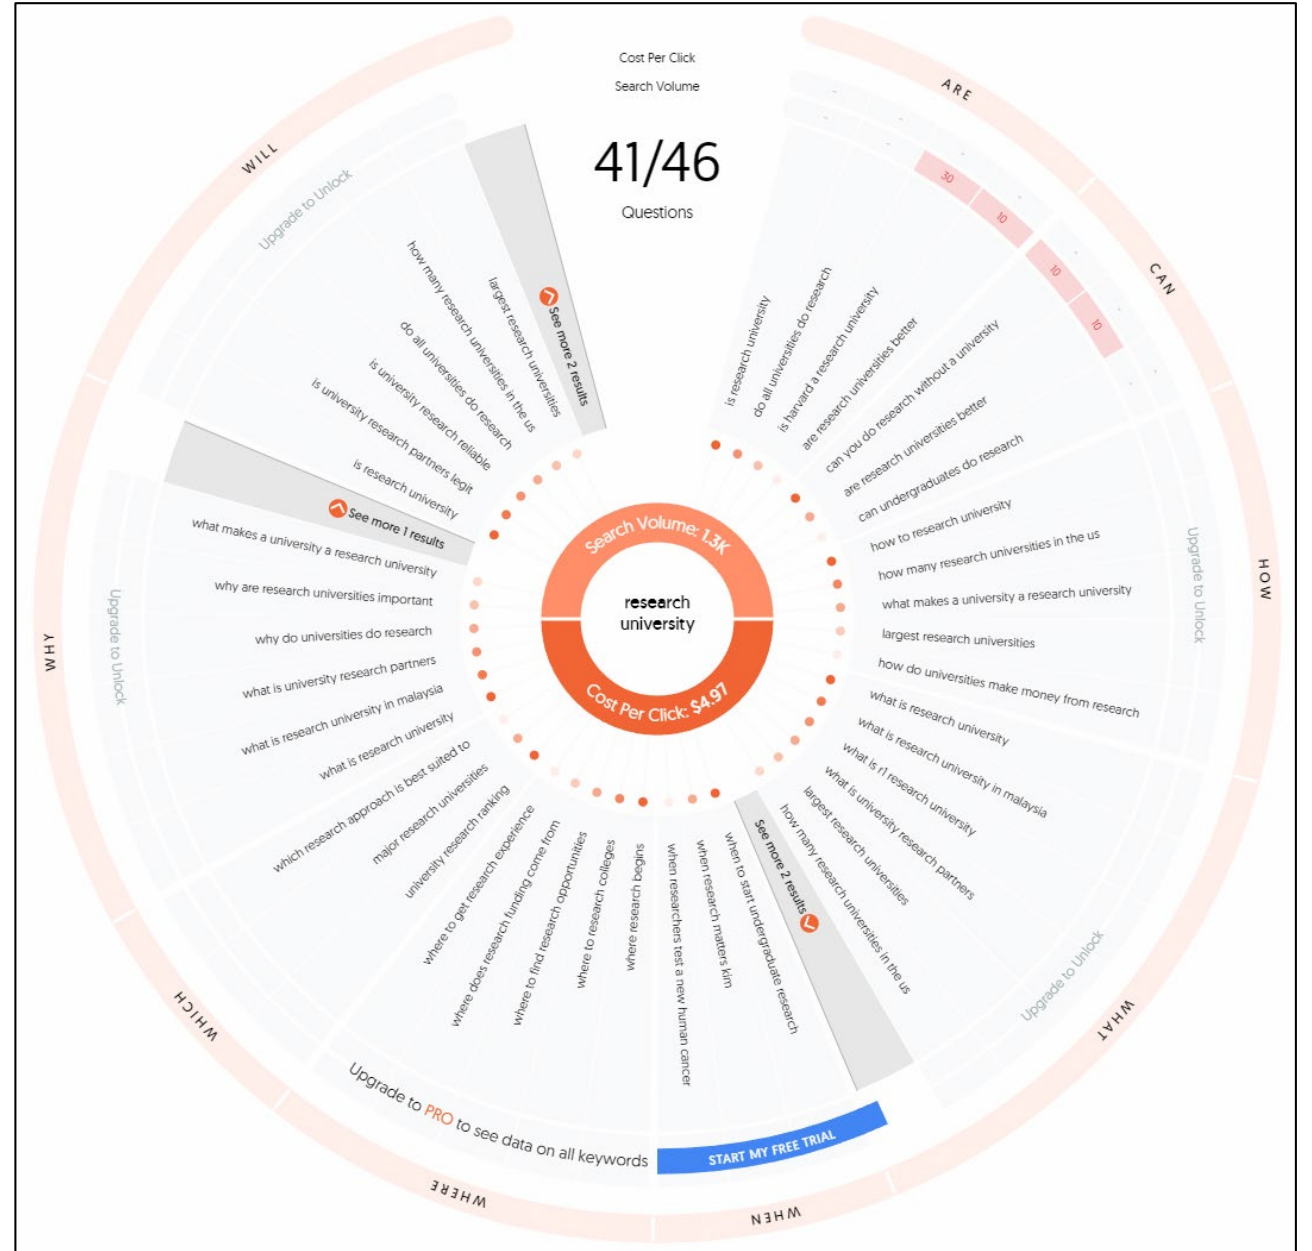 Cost Per Click
Search Volume
41/46
Questions
research
university
Search Volume: 1.3K
Cost Per Click: $4.97
ARE
-
-
-
-
-
-
30
10
is research university
do all universities do research
is harvard a research university
are research universities better
CAN
-
-
-
-
10
10
can you do research without a university
are research universities better
can undergraduates do research
HOW
Upgrade to Unlock
how to research university
how many research universities in the us
what makes a university a research university
largest research universities
how do universities make money from research
WHAT
Upgrade to Unlock
what is research university
what is research university in malaysia
what is r1 research university
what is university research partners
largest research universities
how many research universities in the us
See more 2 results
WHEN
START MY FREE TRIAL
when to start undergraduate research
when research matters kim
when researchers test a new human cancer
WHERE
Upgrade to PRO to see data on all keywords
where research begins
where to research colleges
where to find research opportunities
where does research funding come from
where to get research experience
WHICH
university research ranking
major research universities
which research approach is best suited to
WHY
Upgrade to Unlock
what is research university
what is research university in malaysia
what is university research partners
why do universities do research
why are research universities important
what makes a university a research university
See more 1 results
WILL
Upgrade to Unlock
is research university
is university research partners legit
is university research reliable
do all universities do research
how many research universities in the us
largest research universities
See more 2 results